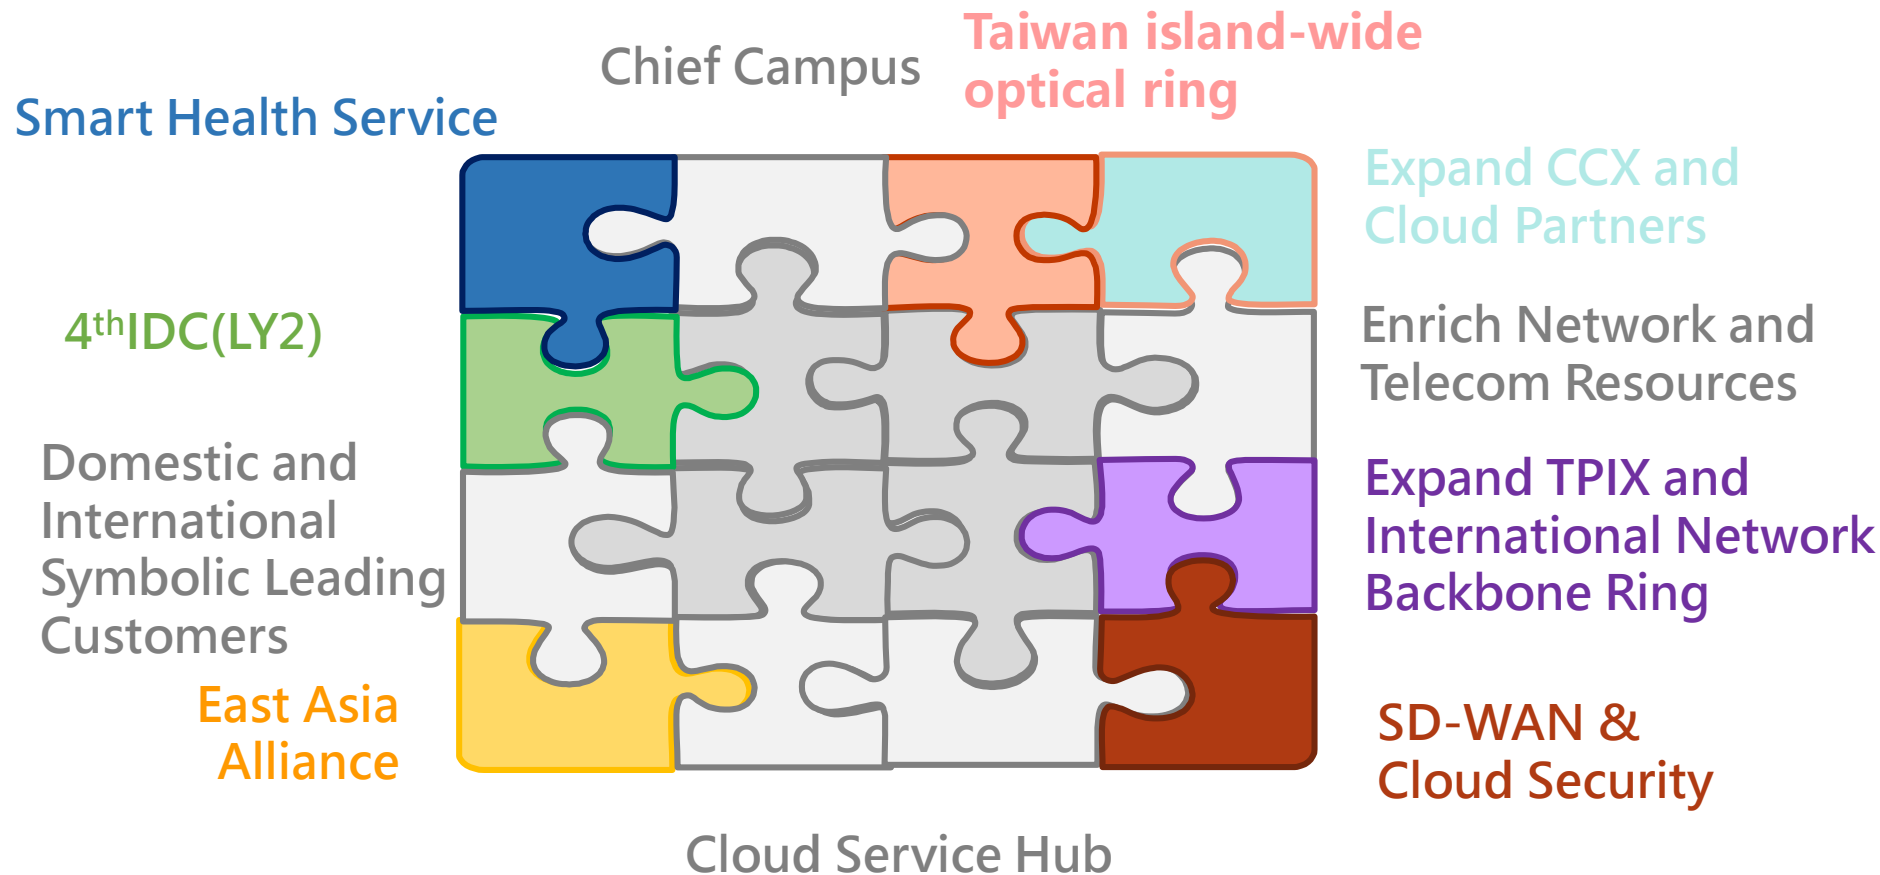 Chief Campus
Taiwan island-wide
optical ring
Smart Health Service
Expand CCX and
Cloud Partners
4thIDC(LY2)
Enrich Network and
Telecom Resources
Domestic and
International
Symbolic Leading
Customers
Expand TPIX and
International Network
Backbone Ring
East Asia
Alliance
SD-WAN &
Cloud Security
Cloud Service Hub